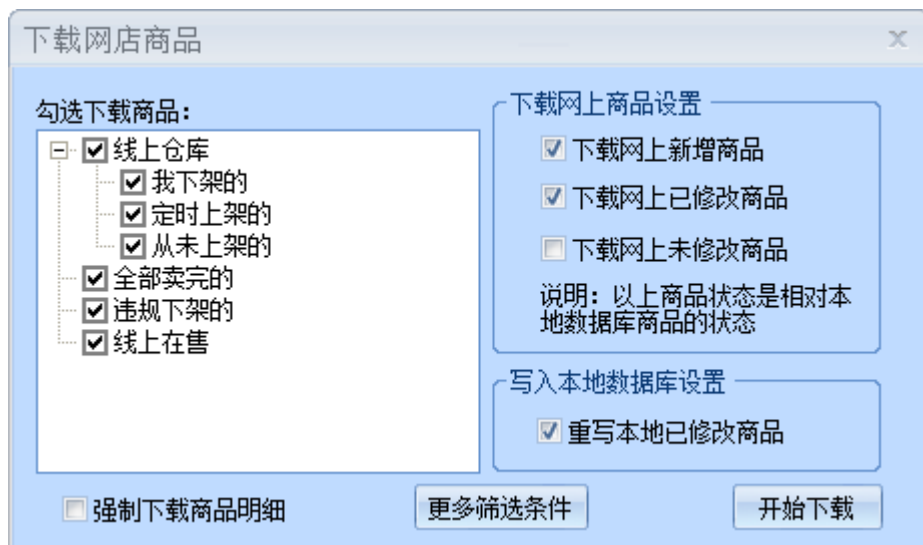 下载网店商品
勾选下载商品：
线上仓库
我下架的
定时上架的
从未上架的
全部卖完的
违规下架的
线上在售
下载网上商品设置
下载网上新增商品
下载网上已修改商品
下载网上未修改商品
说明：以上商品状态是相对本
地数据库商品的状态
写入本地数据库设置
重写本地已修改商品
强制下载商品明细
更多筛选条件
开始下载